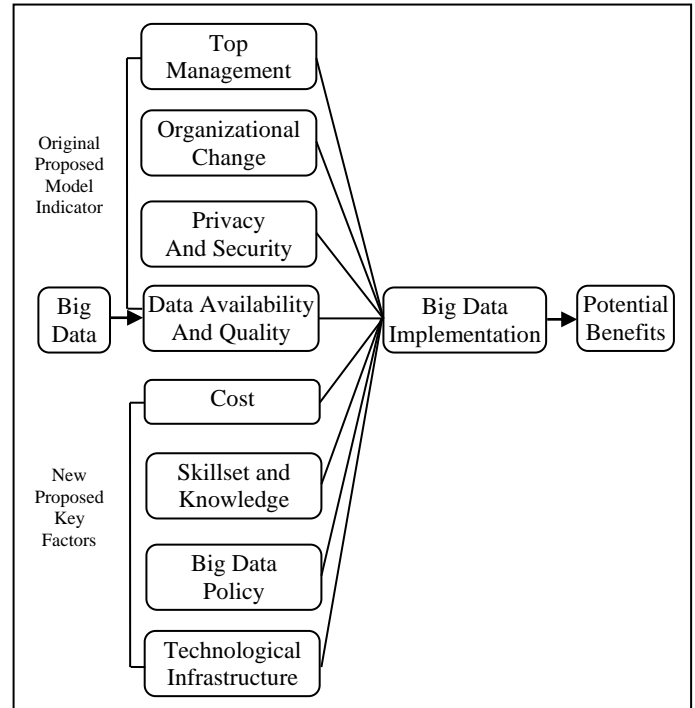 Top
Management
Organizational
Change
Original
Proposed
Model
Indicator
Privacy
And Security
Big
Data
Data Availability
And Quality
Big Data
Implementation
Potential
Benefits
Cost
New
Proposed
Key
Factors
Skillset and
Knowledge
Big Data
Policy
Technological
Infrastructure